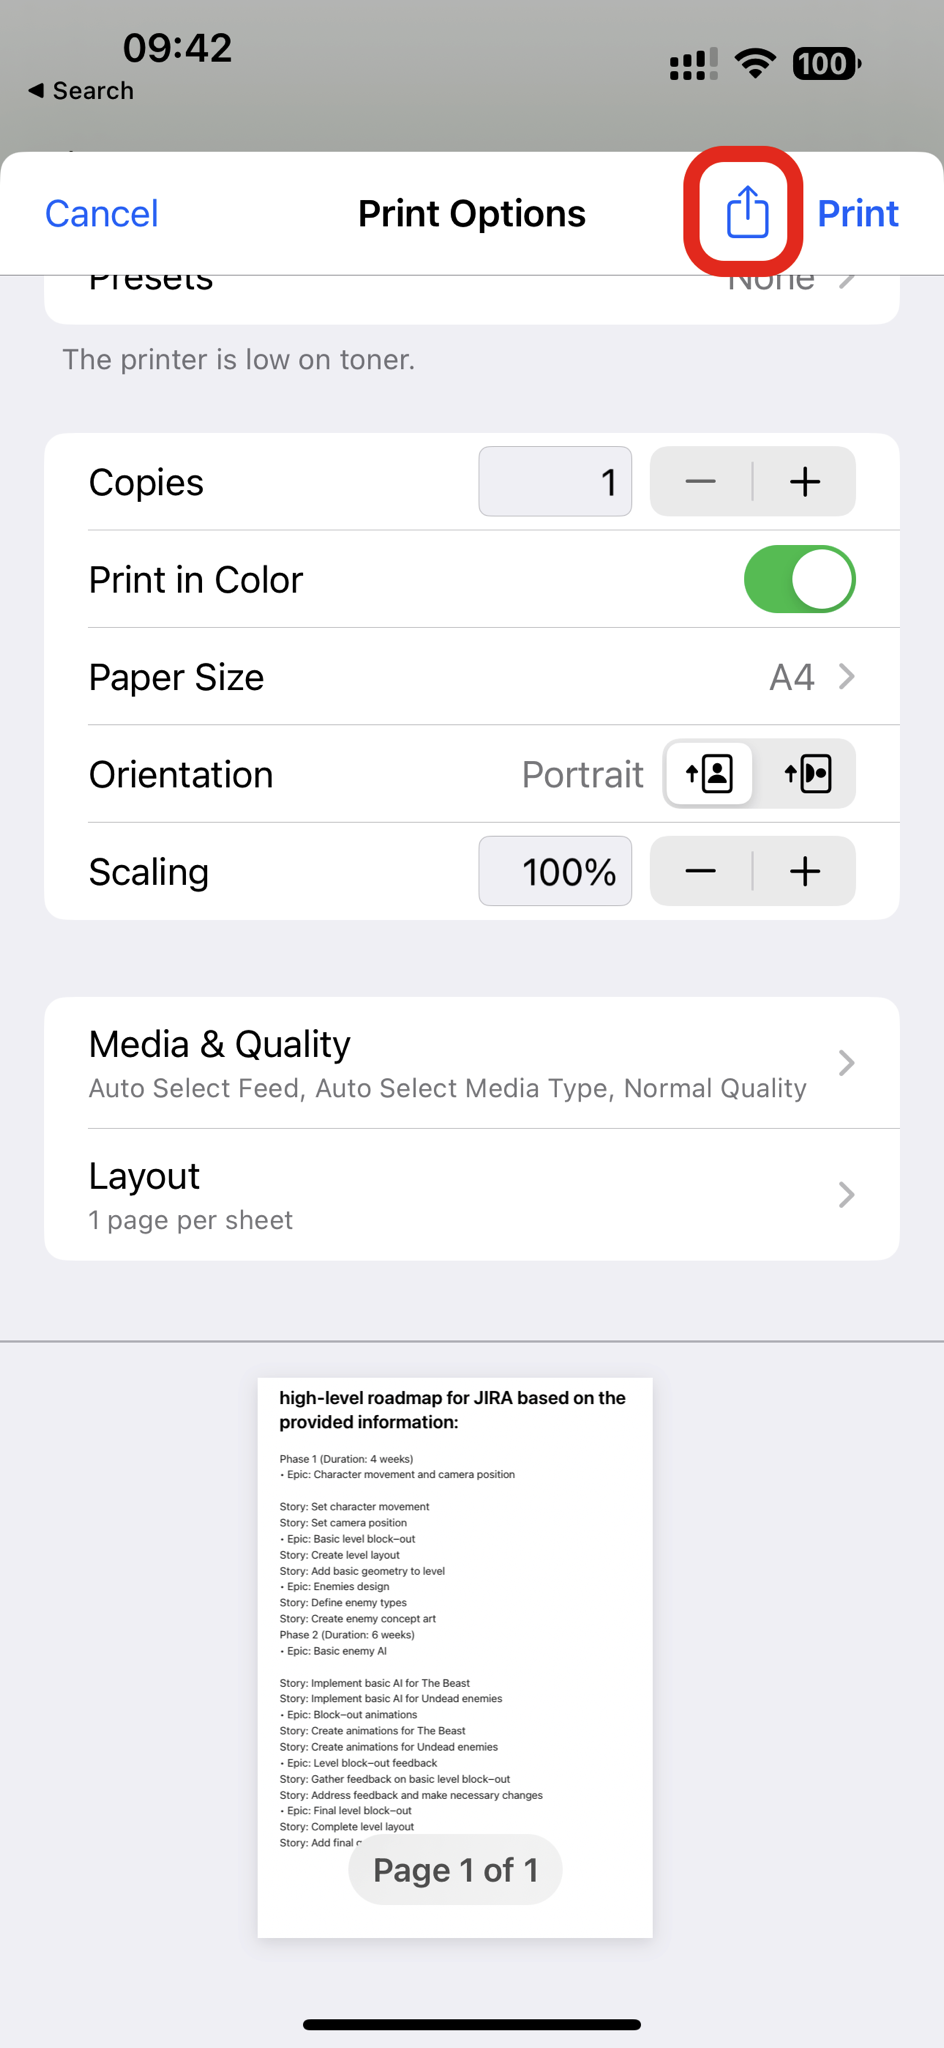 09:42
100
◀ Search
Cancel
Print Options
Print
Presets
None
The printer is low on toner.
Copies
1
Print in Color
Paper Size
A4
Orientation
Portrait
Scaling
100%
Media & Quality
Auto Select Feed, Auto Select Media Type, Normal Quality
Layout
1 page per sheet
high-level roadmap for JIRA based on the
provided information:
Phase 1 (Duration: 4 weeks)
• Epic: Character movement and camera position
Story: Set character movement
Story: Set camera position
• Epic: Basic level block–out
Story: Create level layout
Story: Add basic geometry to level
• Epic: Enemies design
Story: Define enemy types
Story: Create enemy concept art
Phase 2 (Duration: 6 weeks)
• Epic: Basic enemy AI
Story: Implement basic AI for The Beast
Story: Implement basic AI for Undead enemies
• Epic: Block–out animations
Story: Create animations for The Beast
Story: Create animations for Undead enemies
• Epic: Level block–out feedback
Story: Gather feedback on basic level block–out
Story: Address feedback and make necessary changes
• Epic: Final level block–out
Story: Complete level layout
Story: Add final
Page 1 of 1